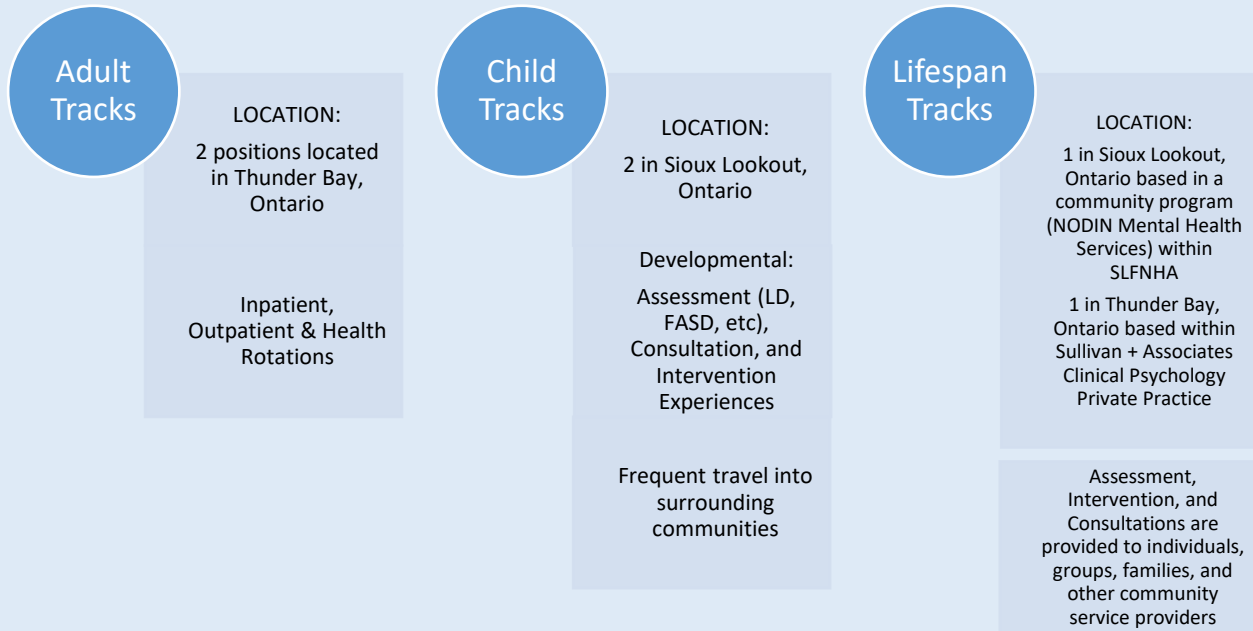 Adult
Tracks
LOCATION:
2 positions located
in Thunder Bay,
Ontario
Inpatient,
Outpatient & Health
Rotations
Child
Tracks
LOCATION:
2 in Sioux Lookout,
Ontario
Developmental:
Assessment (LD,
FASD, etc),
Consultation, and
Intervention
Experiences
Frequent travel into
surrounding
communities
Lifespan
Tracks
LOCATION:
1 in Sioux Lookout,
Ontario based in a
community program
(NODIN Mental Health
Services) within
SLFNHA
1 in Thunder Bay,
Ontario based within
Sullivan + Associates
Clinical Psychology
Private Practice
Assessment,
Intervention, and
Consultations are
provided to individuals,
groups, families, and
other community
service providers